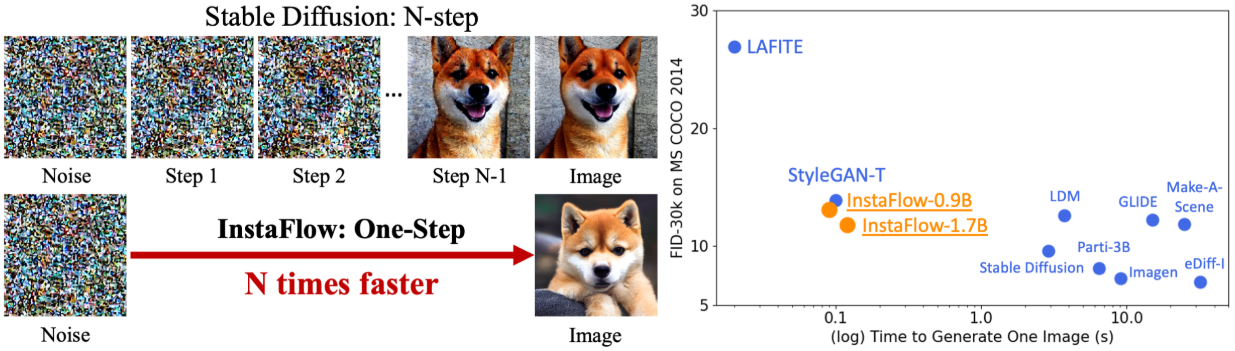 Stable Diffusion: N-step
...
Noise
Step 1
Step 2
Step N-1
Image
InstaFlow: One-Step
N times faster
Noise
Image
FID-30k on MS COCO 2014
30
20
10
5
LAFITE
StyleGAN-T
InstaFlow-0.9B
InstaFlow-1.7B
LDM
GLIDE
Make-A-
Scene
Stable Diffusion
Parti-3B
Imagen
eDiff-I
0.1
1.0
10.0
(log) Time to Generate One Image (s)